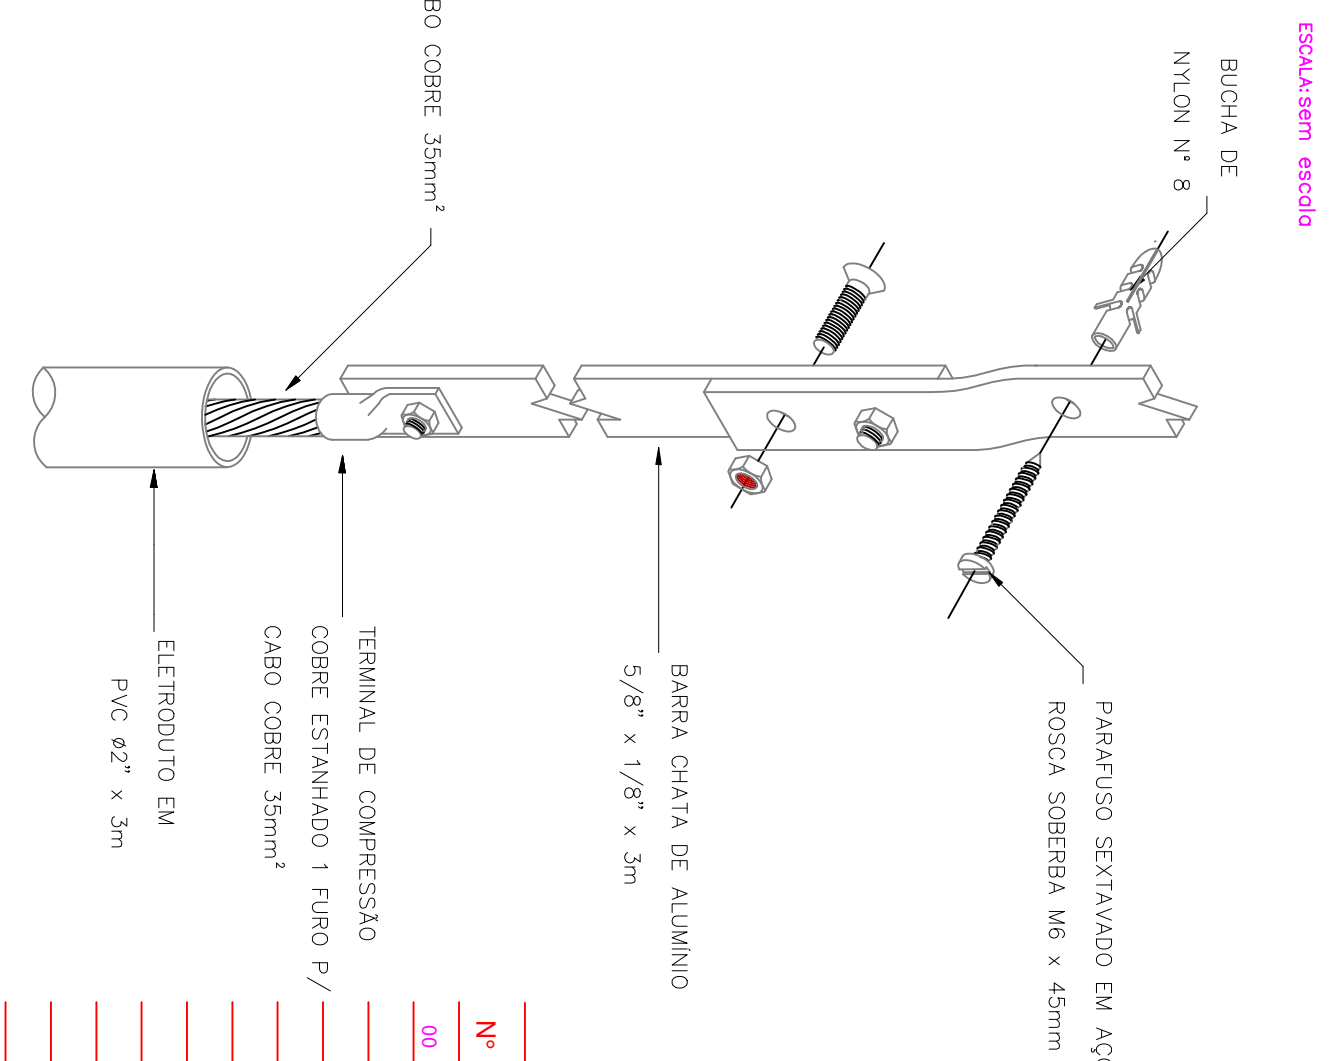 ESCALA:sem escala
BUCHA DE
NYLON N° 8
BO COBRE 35mm²
PARAFUSO SEXTAVADO EM AÇO
ROSCA SOBERBA M6 x 45mm
BARRA CHATA DE ALUMÍNIO
5/8" x 1/8" x 3m
TERMINAL DE COMPRESSÃO
COBRE ESTANHADO 1 FURO P/
CABO COBRE 35mm²
ELETRODUTO EM
PVC ø2" x 3m
N°
00